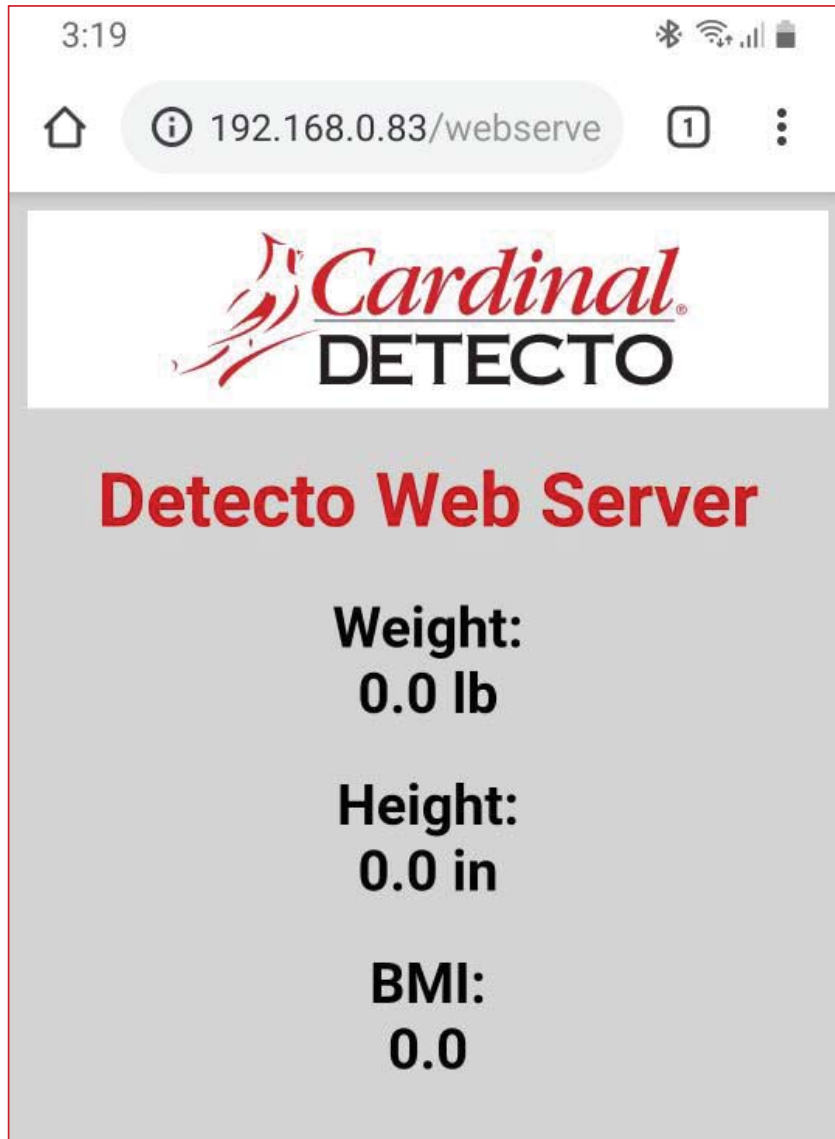 3:19
192.168.0.83/webserve
1
Cardinal®
DETECTO
Detecto Web Server
Weight:
0.0 lb
Height:
0.0 in
BMI:
0.0